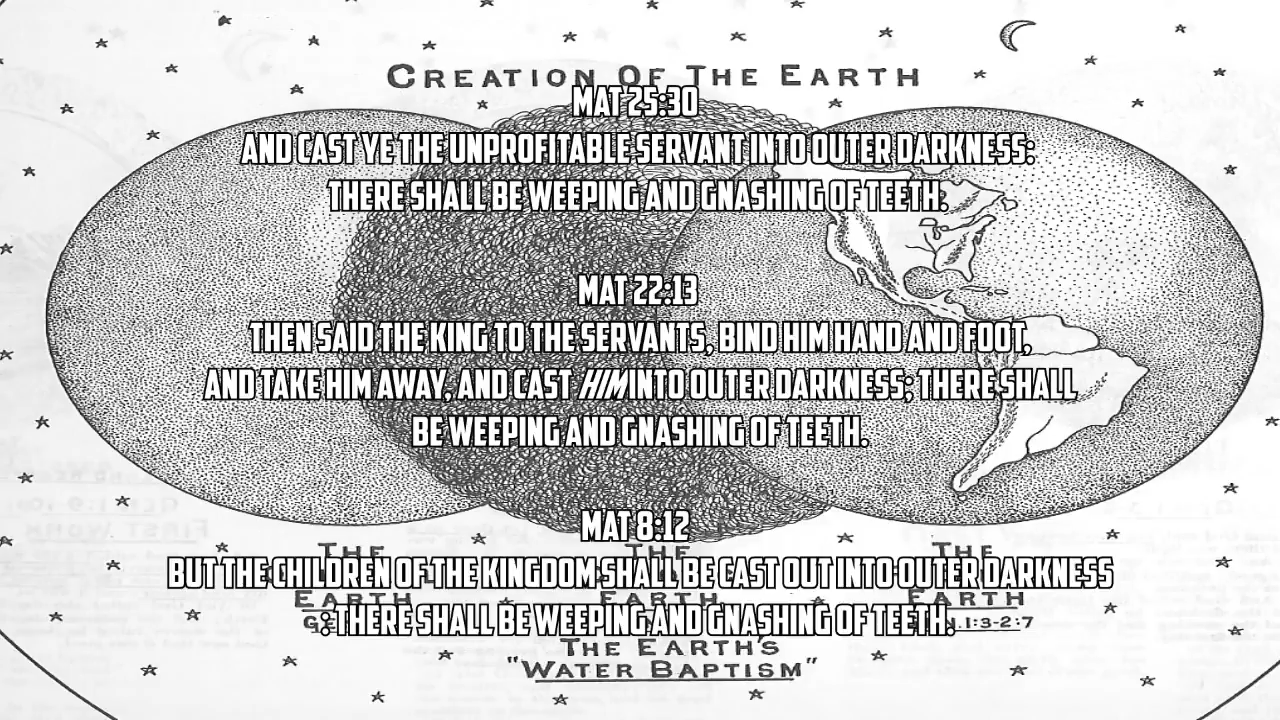 CREATION OF THE EARTH
MAT 25:30
AND CAST YE THE UNPROFITABLE SERVANT INTO OUTER DARKNESS:
THERE SHALL BE WEEPING AND GNASHING OF TEETH.
MAT 22:13
THEN SAID THE KING TO THE SERVANTS, BIND HIM HAND AND FOOT,
AND TAKE HIM AWAY, AND CAST HIM INTO OUTER DARKNESS; THERE SHALL
BE WEEPING AND GNASHING OF TEETH.
MAT 8:12
THE THE THE
BUT THE CHILDREN OF THE KINGDOM SHALL BE CAST OUT INTO OUTER DARKNESS
EARTH EARTH EARTH
: THERE SHALL BE WEEPING AND GNASHING OF TEETH.
THE EARTH'S
"WATER BAPTISM"